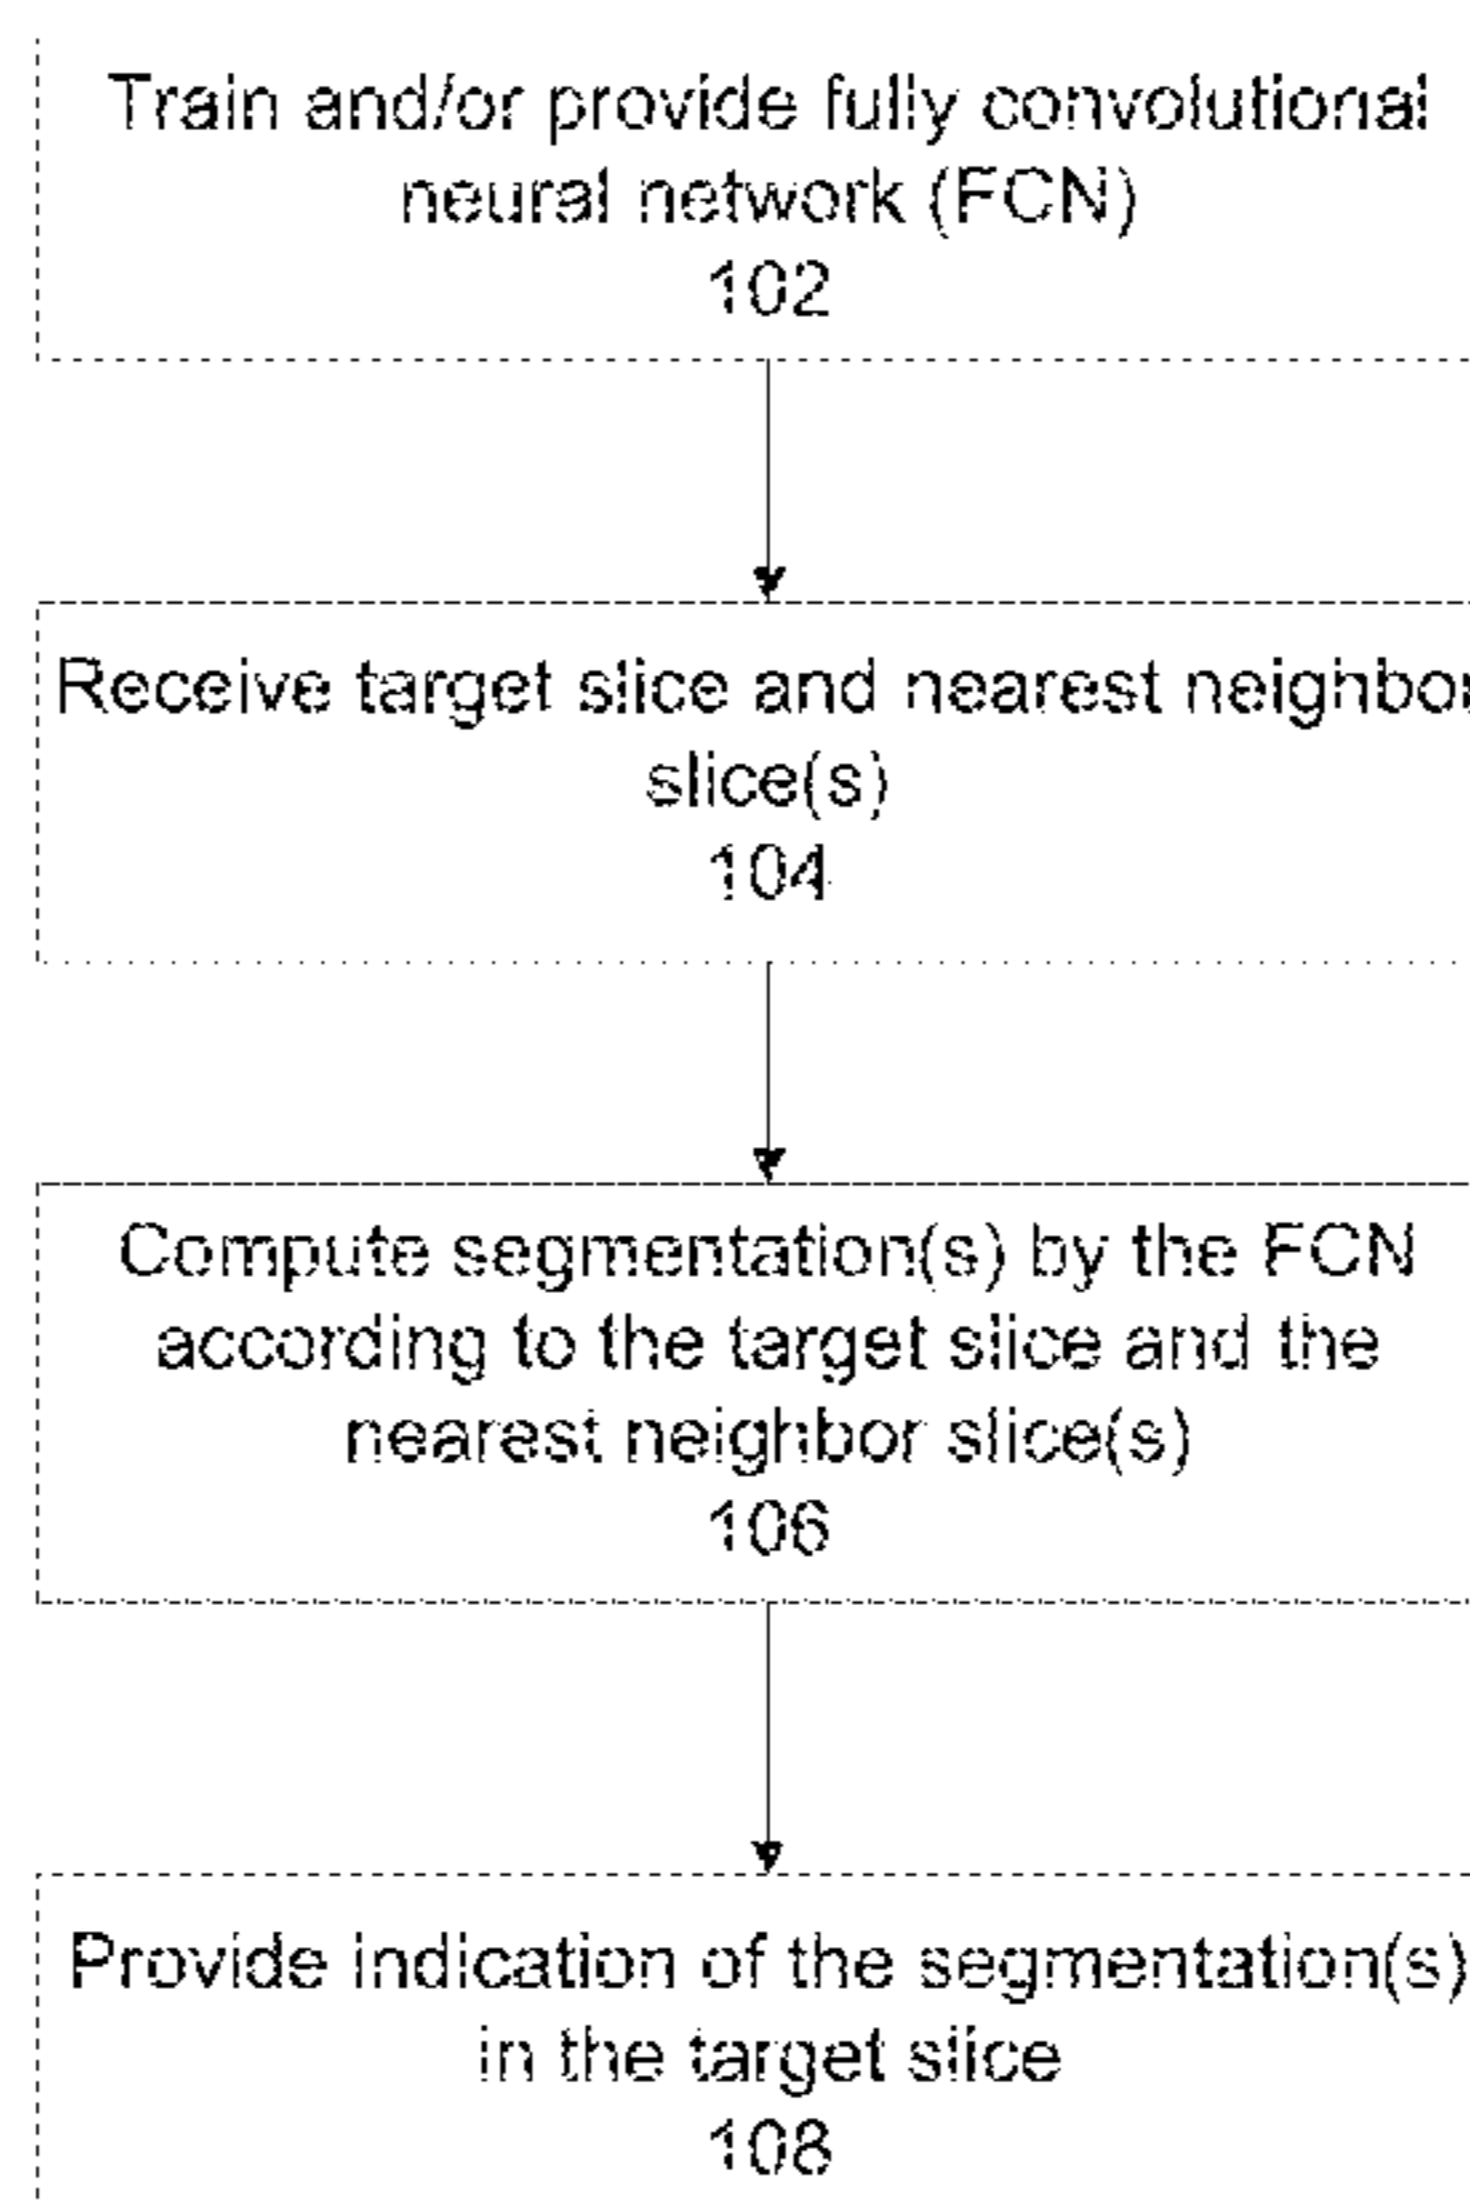 Train and/or provide fully convolutional
neural network (FCN)
102
Receive target slice and nearest neighbor
slice(s)
104
Compute segmentation(s) by the FCN
according to the target slice and the
nearest neighbor slice(s)
106
Provide indication of the segmentation(s)
in the target slice
108